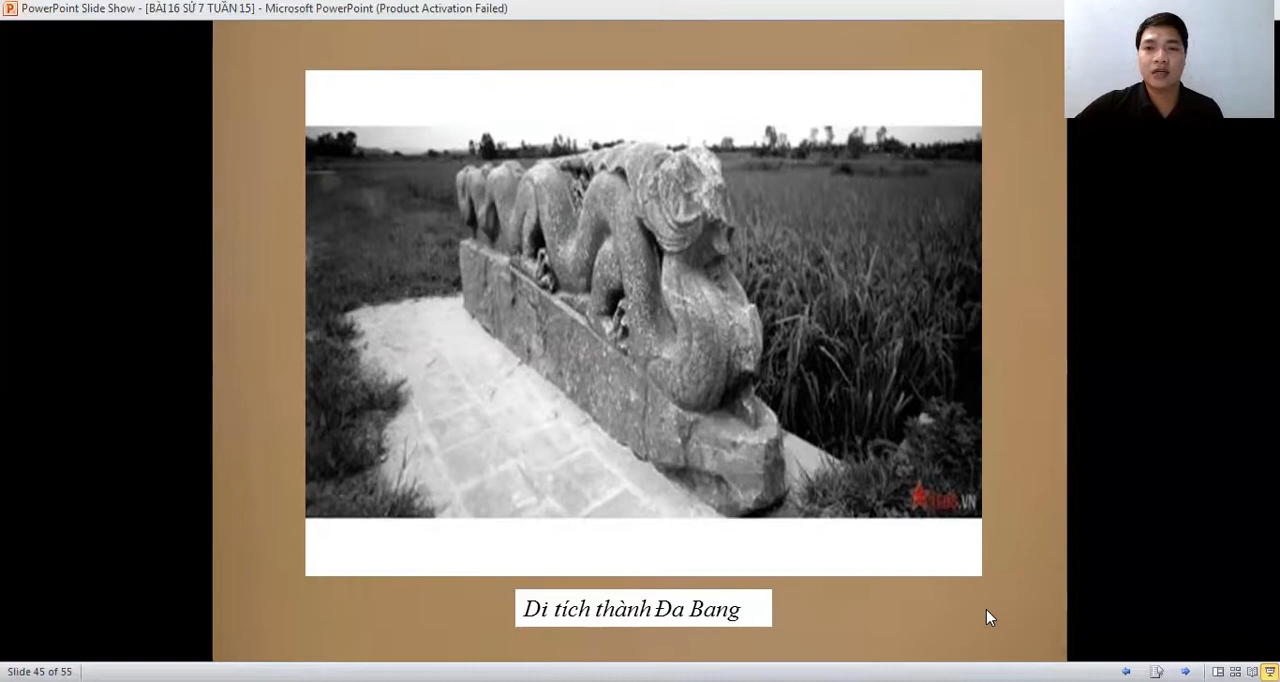 PowerPoint Slide Show - [BÀI 16 SỬ 7 TUẦN 15] - Microsoft PowerPoint (Product Activation Failed)
Di tích thành Đa Bang
Slide 45 of 55